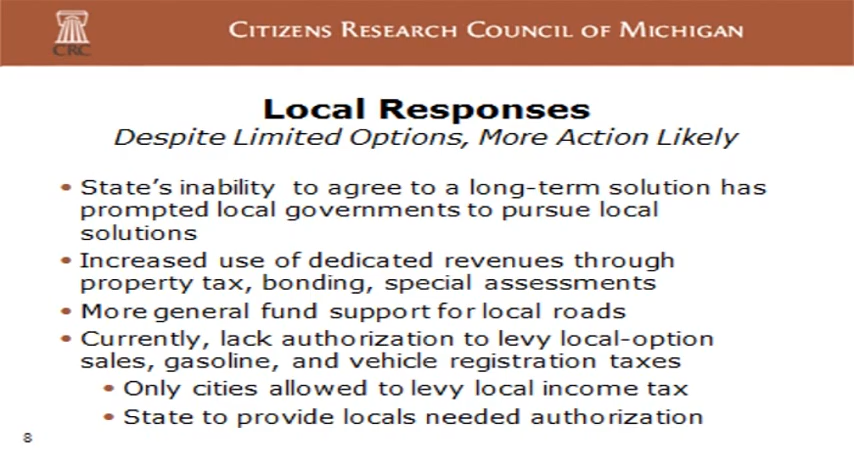 CRC
CITIZENS RESEARCH COUNCIL OF MICHIGAN
Local Responses
Despite Limited Options, More Action Likely
• State's inability to agree to a long-term solution has
prompted local governments to pursue local
solutions
• Increased use of dedicated revenues through
property tax, bonding, special assessments
• More general fund support for local roads
• Currently, lack authorization to levy local-option
sales, gasoline, and vehicle registration taxes
• Only cities allowed to levy local income tax
• State to provide locals needed authorization
8